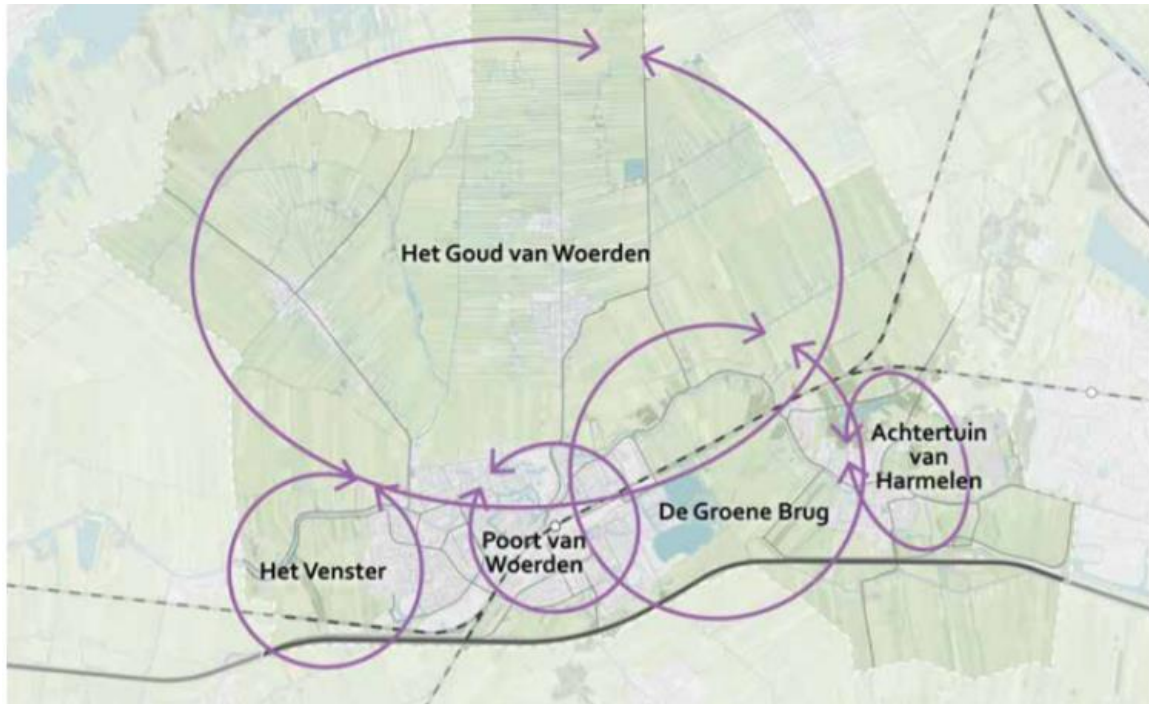 Het Goud van Woerden
Achtertuin
van
Harmelen
De Groene Brug
Poort van
Woerden
Het Venster